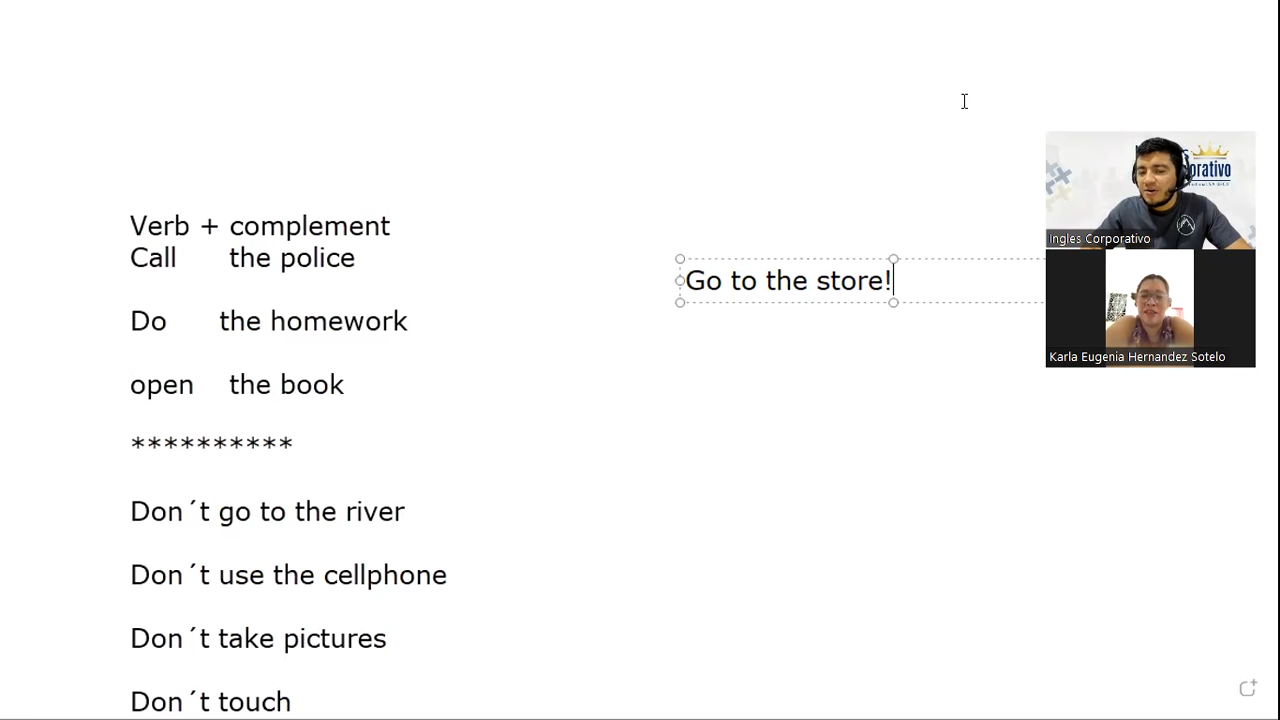 Verb + complement
Call the police
Go to the store!
Do the homework
open the book
**********
Don´t go to the river
Don´t use the cellphone
Don´t take pictures
Don´t touch
Ingles Corporativo
Karla Eugenia Hernandez Sotelo